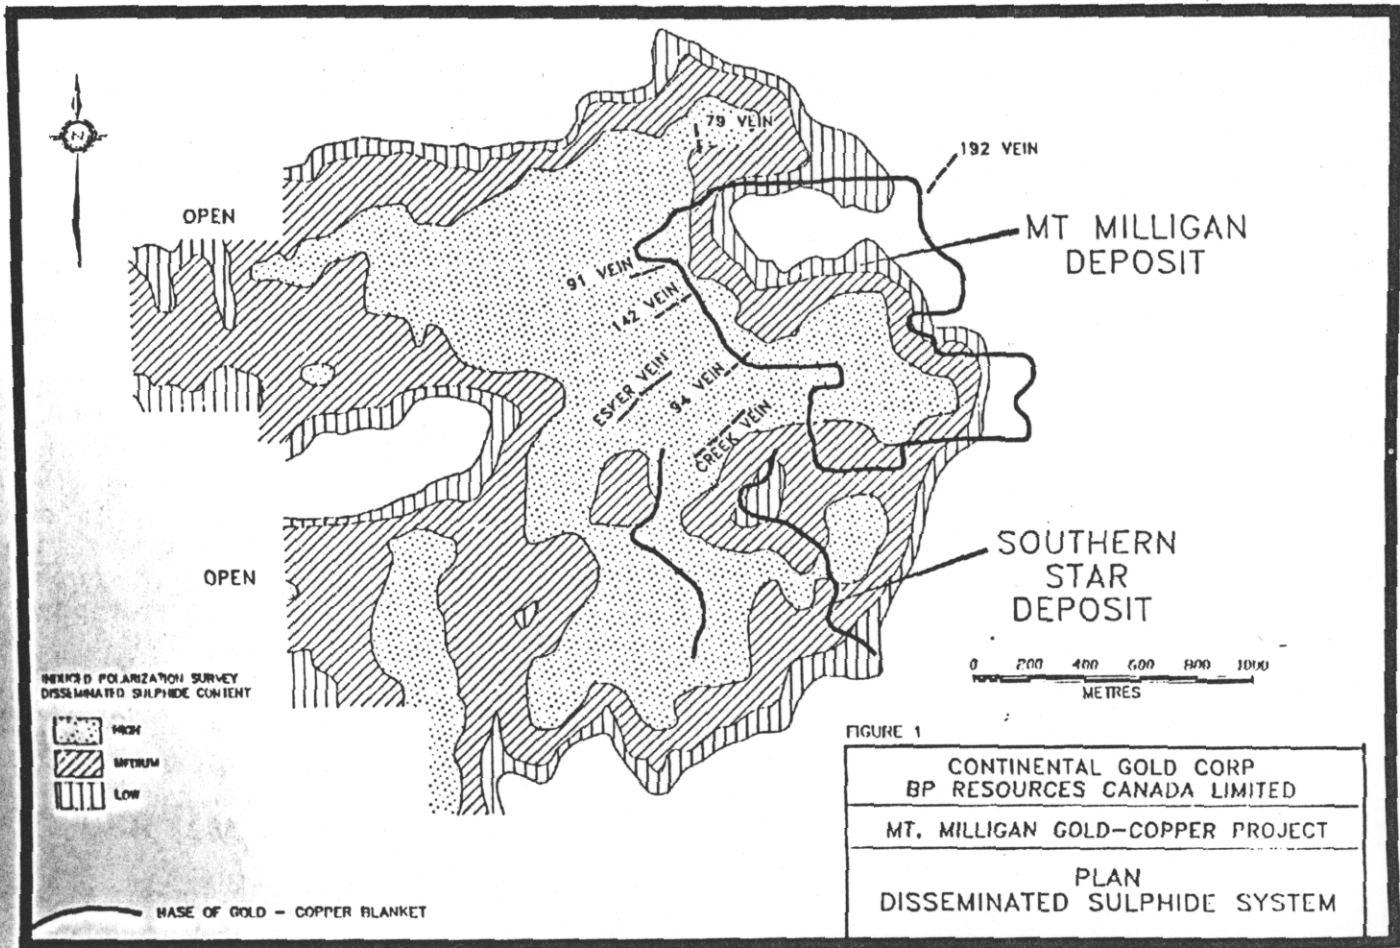 N
79 VEIN
192 VEIN
OPEN
MT MILLIGAN
DEPOSIT
91 VEIN
142 VEIN
ESKER VEIN
94 VEIN
CREEK VEIN
OPEN
SOUTHERN
STAR
DEPOSIT
0 200 400 600 800 1000
METRES
INDUCED POLARIZATION SURVEY
DISSEMINATED SULPHIDE CONTENT
HIGH
MEDIUM
LOW
FIGURE 1
CONTINENTAL GOLD CORP
BP RESOURCES CANADA LIMITED
MT. MILLIGAN GOLD-COPPER PROJECT
PLAN
DISSEMINATED SULPHIDE SYSTEM
BASE OF GOLD - COPPER BLANKET